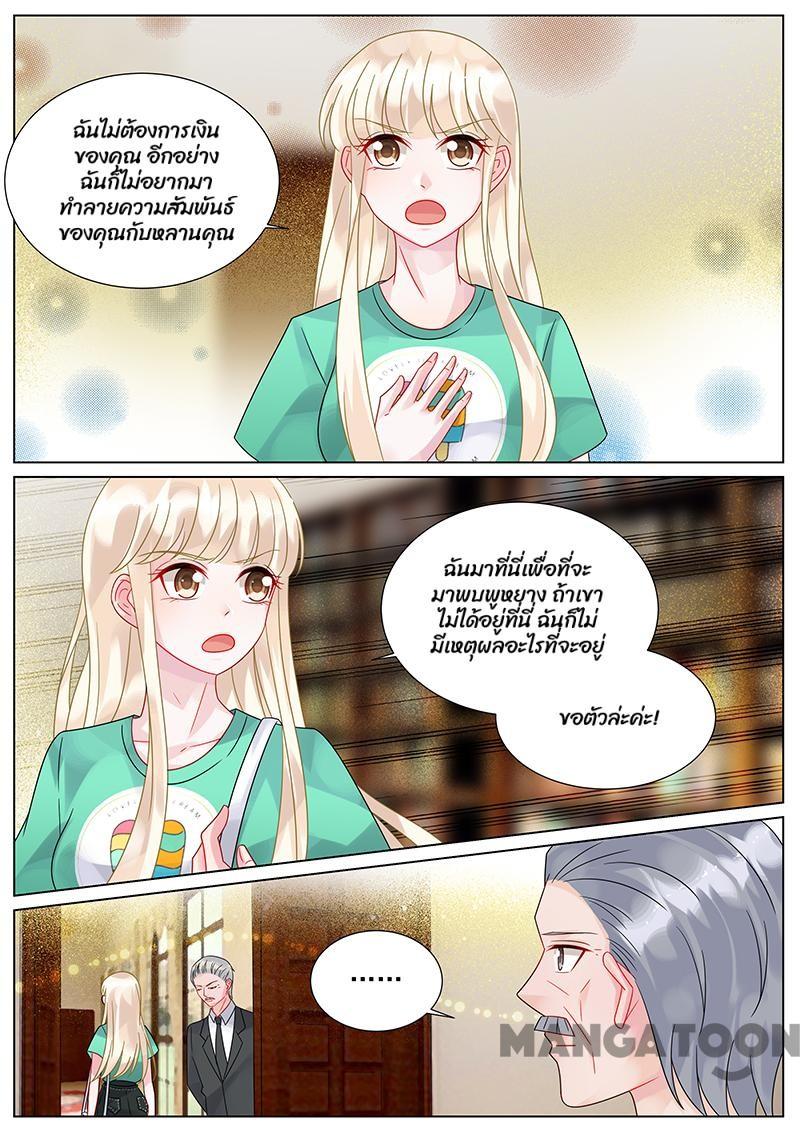 ฉันไม่ต้องการเงิน
ของคุณ อีกอย่าง
ฉันก็ไม่อยากมา
ทำลายความสัมพันธ์
ของคุณกับหลานคุณ
ฉันมาที่นี่เพื่อที่จะ
มาพบพูหยาง ถ้าเขา
ไม่ได้อยู่ที่นี่ ฉันก็ไม่
มีเหตุผลอะไรที่จะอยู่
ขอตัวล่ะค่ะ!
......
MANGATOON